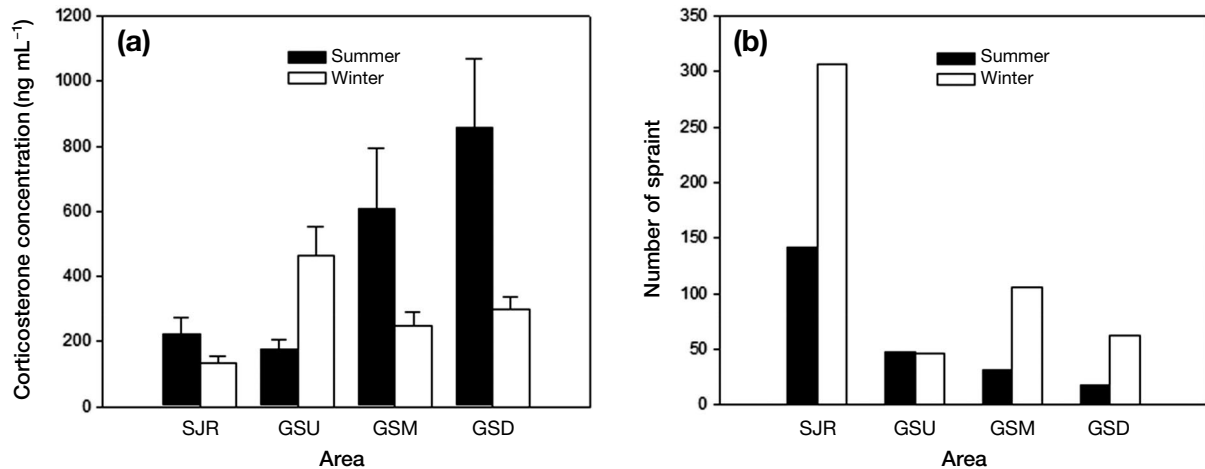 (a)
Corticosterone concentration (ng mL⁻¹)
1200
1000
800
600
400
200
0
Summer
Winter
SJR GSU GSM GSD
Area
(b)
Number of spraint
350
300
250
200
150
100
50
0
Summer
Winter
SJR GSU GSM GSD
Area